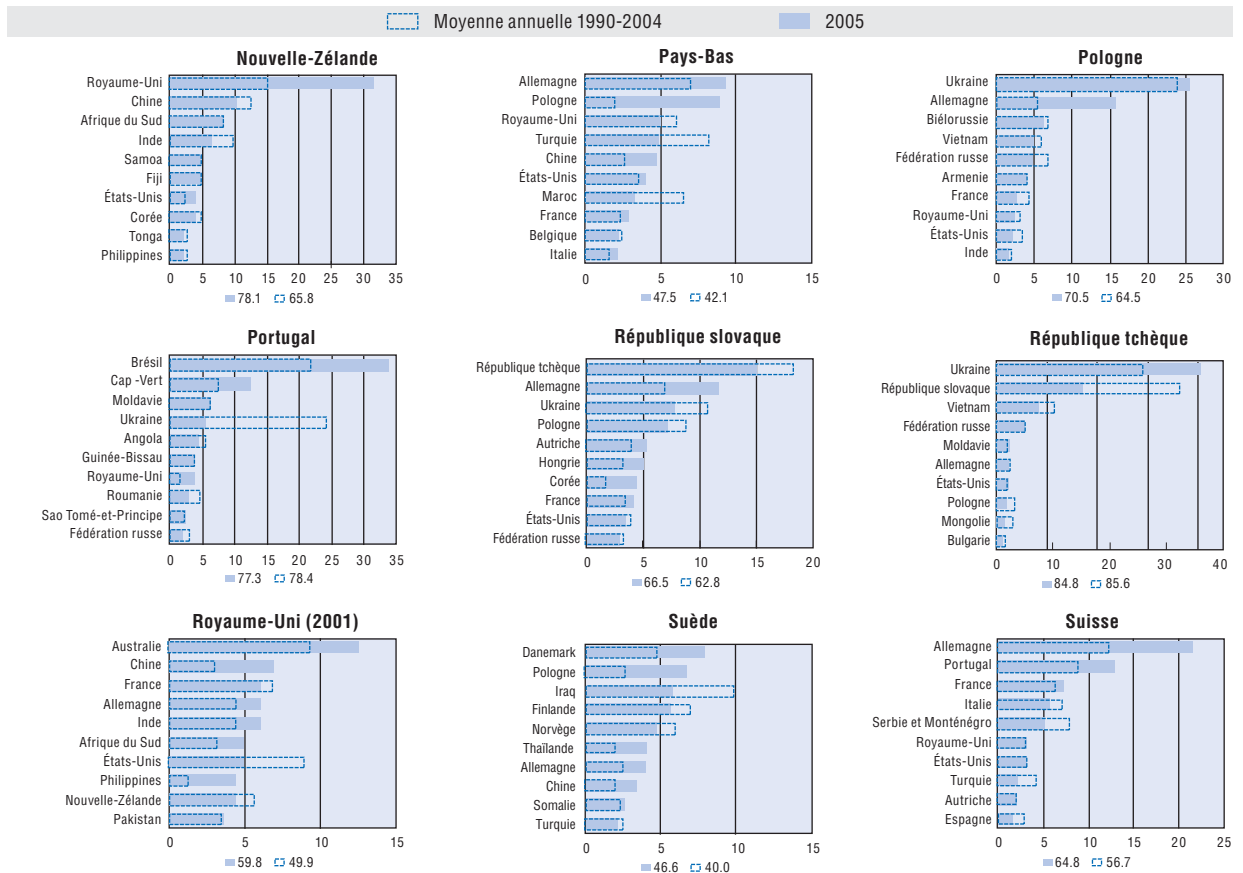 Moyenne annuelle 1990-2004
2005
Nouvelle-Zélande
Royaume-Uni
Chine
Afrique du Sud
Inde
Samoa
Fiji
États-Unis
Corée
Tonga
Philippines
0 5 10 15 20 25 30 35
78.1 65.8
Pays-Bas
Allemagne
Pologne
Royaume-Uni
Turquie
Chine
États-Unis
Maroc
France
Belgique
Italie
0 5 10 15
47.5 42.1
Pologne
Ukraine
Allemagne
Biélorussie
Vietnam
Fédération russe
Armenie
France
Royaume-Uni
États-Unis
Inde
0 5 10 15 20 25 30
70.5 64.5
Portugal
Brésil
Cap -Vert
Moldavie
Ukraine
Angola
Guinée-Bissau
Royaume-Uni
Roumanie
Sao Tomé-et-Principe
Fédération russe
0 5 10 15 20 25 30 35
77.3 78.4
République slovaque
République tchèque
Allemagne
Ukraine
Pologne
Autriche
Hongrie
Corée
France
États-Unis
Fédération russe
0 5 10 15 20
66.5 62.8
République tchèque
Ukraine
République slovaque
Vietnam
Fédération russe
Moldavie
Allemagne
États-Unis
Pologne
Mongolie
Bulgarie
0 10 20 30 40
84.8 85.6
Royaume-Uni (2001)
Australie
Chine
France
Allemagne
Inde
Afrique du Sud
États-Unis
Philippines
Nouvelle-Zélande
Pakistan
0 5 10 15
59.8 49.9
Suède
Danemark
Pologne
Iraq
Finlande
Norvège
Thaïlande
Allemagne
Chine
Somalie
Turquie
0 5 10 15
46.6 40.0
Suisse
Allemagne
Portugal
France
Italie
Serbie et Monténégro
Royaume-Uni
États-Unis
Turquie
Autriche
Espagne
0 5 10 15 20 25
64.8 56.7